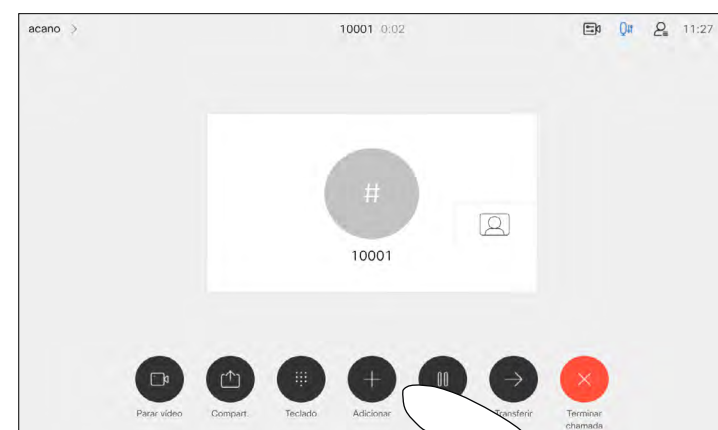 acano >
10001 0:02
11:27
#
10001
Parar vídeo
Compart.
Teclado
Adicionar
Transferir
Terminar
chamada